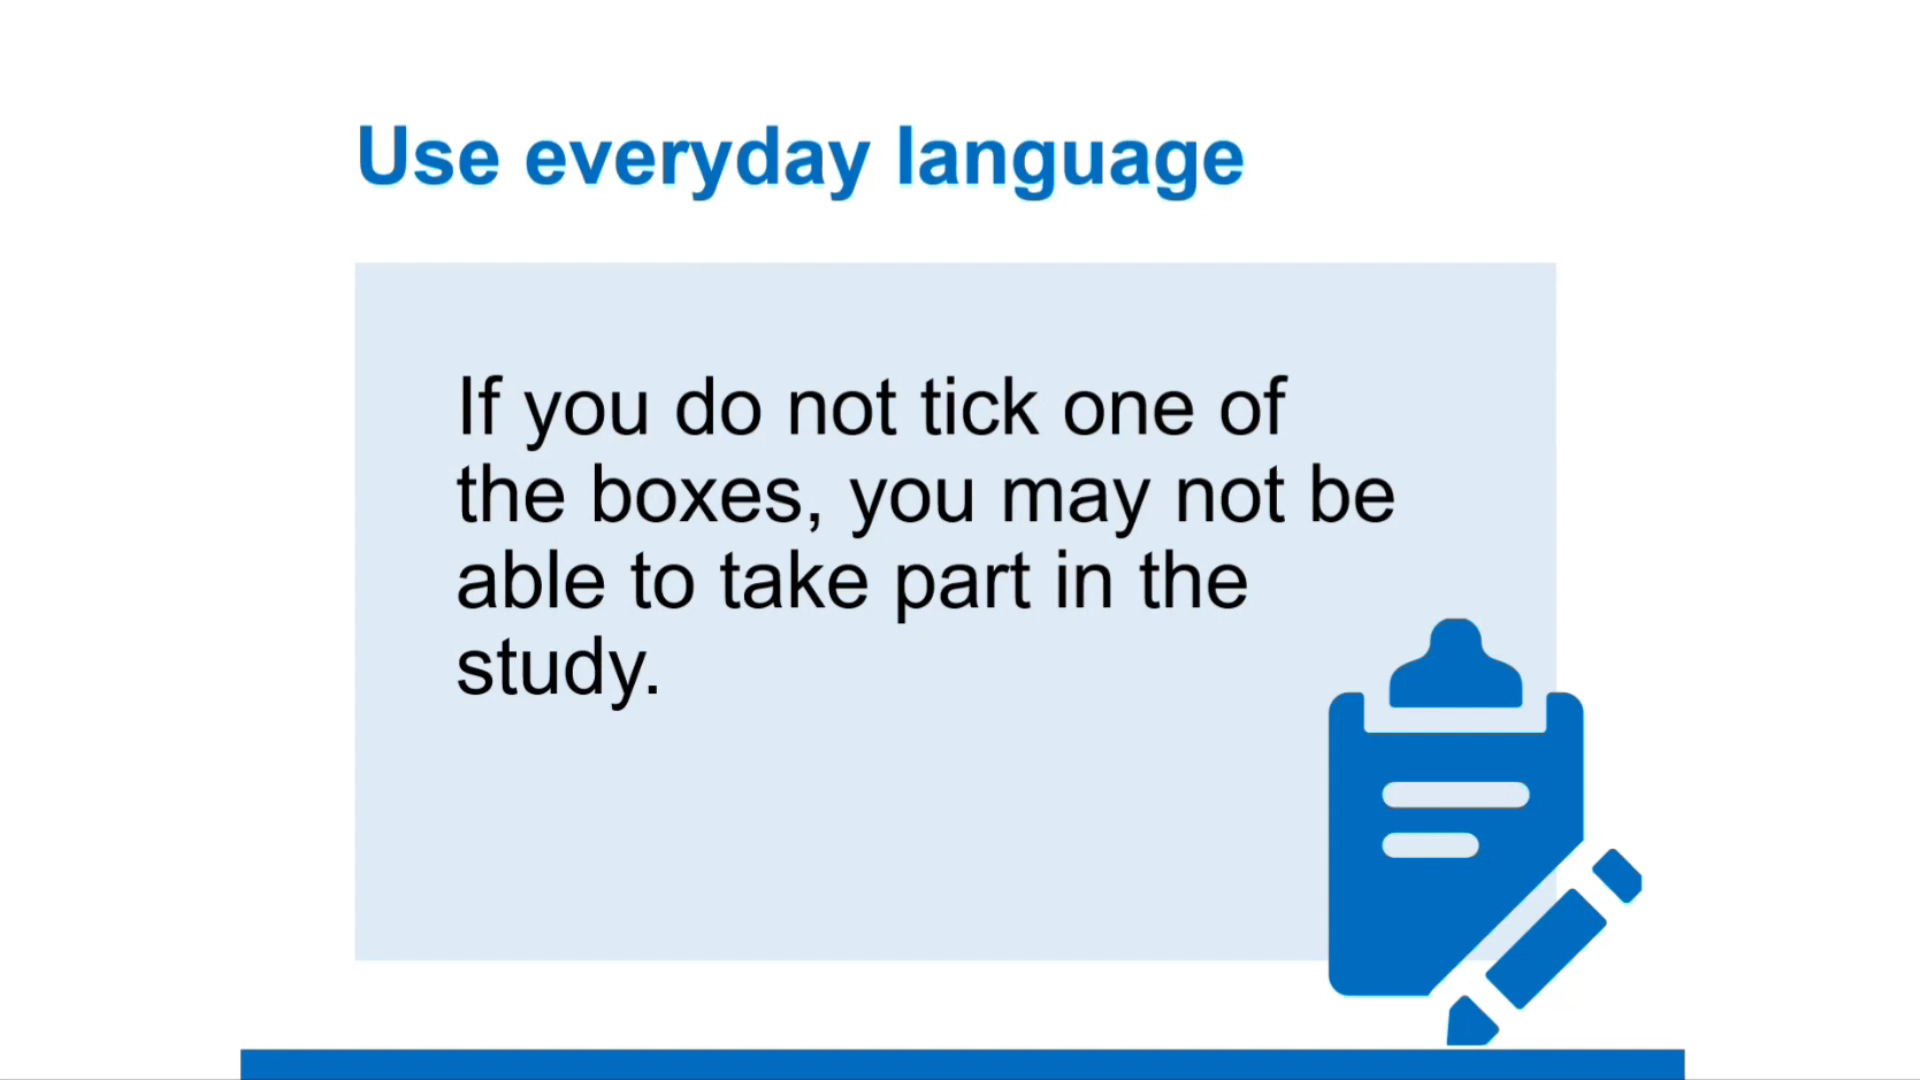 Use everyday language
If you do not tick one of
the boxes, you may not be
able to take part in the
study.